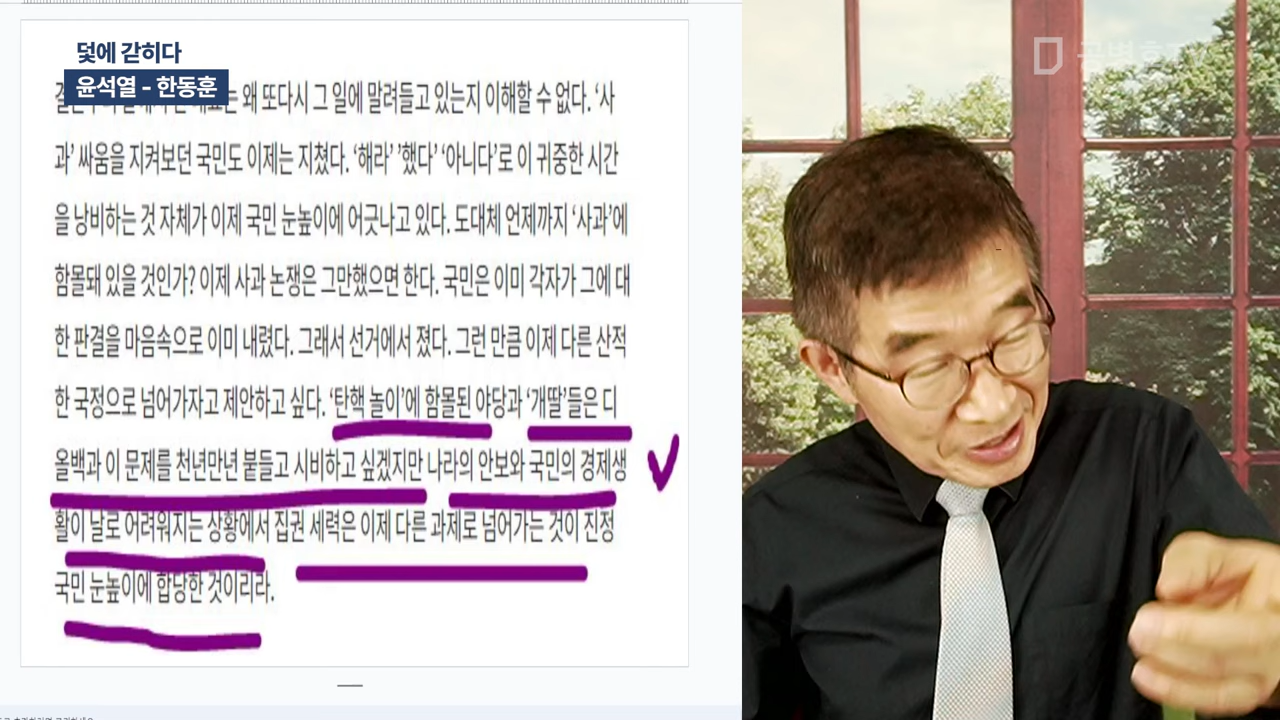 덫에 갇히다
윤석열 - 한동훈
왜 또다시 그 일에 말려들고 있는지 이해할 수 없다. ‘사
과’ 싸움을 지켜보던 국민도 이제는 지쳤다. ‘해라’ ’했다’ ‘아니다’로 이 귀중한 시간
을 낭비하는 것 자체가 이제 국민 눈높이에 어긋나고 있다. 도대체 언제까지 ‘사과’에
함몰돼 있을 것인가? 이제 사과 논쟁은 그만했으면 한다. 국민은 이미 각자가 그에 대
한 판결을 마음속으로 이미 내렸다. 그래서 선거에서 졌다. 그런 만큼 이제 다른 산적
한 국정으로 넘어가자고 제안하고 싶다. ‘탄핵 놀이’에 함몰된 야당과 ‘개딸’들은 디
올백과 이 문제를 천년만년 붙들고 시비하고 싶겠지만 나라의 안보와 국민의 경제생
활이 날로 어려워지는 상황에서 집권 세력은 이제 다른 과제로 넘어가는 것이 진정
국민 눈높이에 합당한 것이리라.